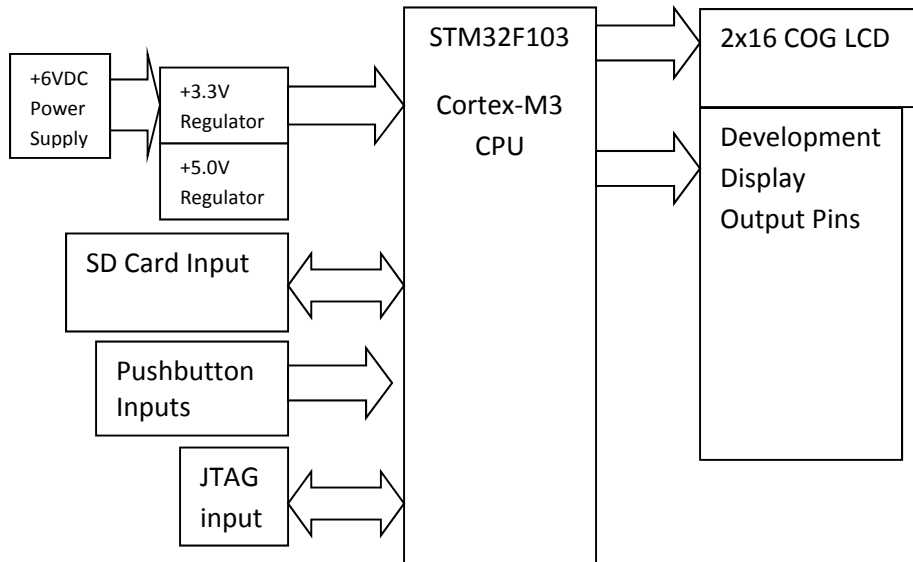 +6VDC
Power
Supply
+3.3V
Regulator
+5.0V
Regulator
SD Card Input
Pushbutton
Inputs
JTAG
input
STM32F103
Cortex-M3
CPU
2x16 COG LCD
Development
Display
Output Pins